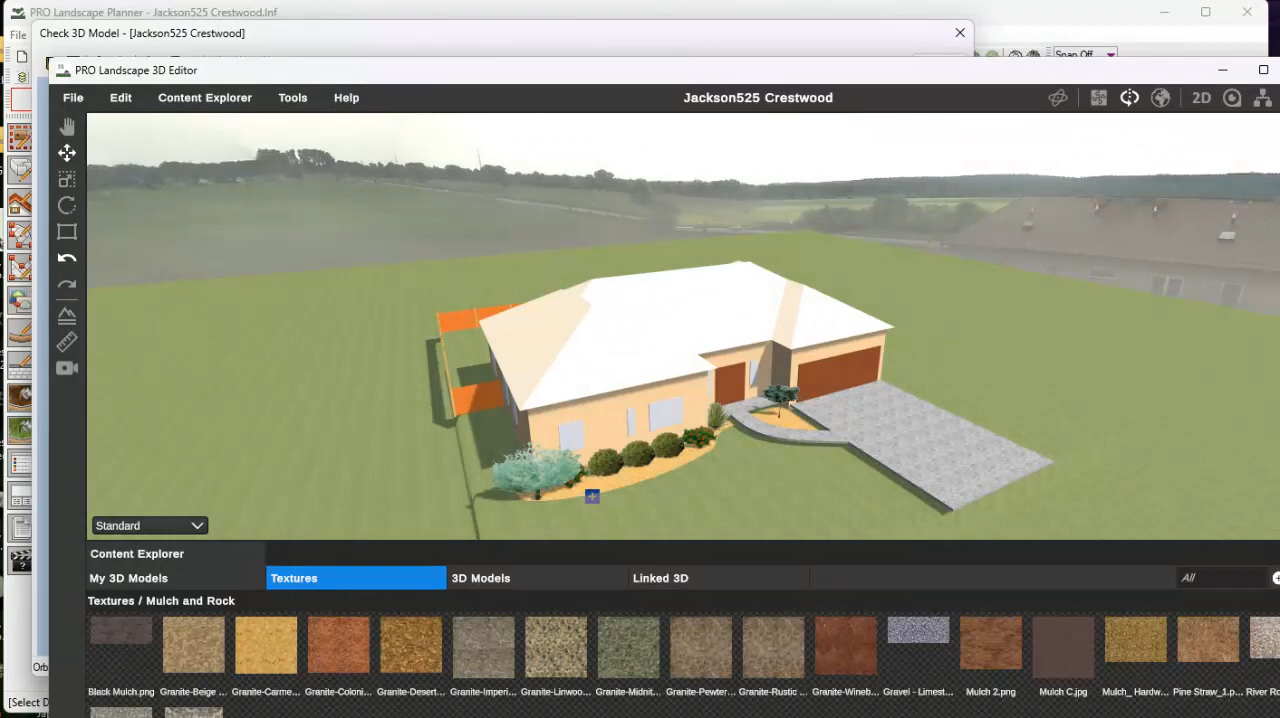 PRO Landscape Planner - Jackson525 Crestwood.lnf
File
Check 3D Model - [Jackson525 Crestwood]
Snap Off
PRO Landscape 3D Editor
File Edit Content Explorer Tools Help
Jackson525 Crestwood
2D
Standard
Content Explorer
My 3D Models Textures 3D Models Linked 3D All
Textures / Mulch and Rock
Orb
Black Mulch.png Granite-Beige ... Granite-Carme... Granite-Coloni... Granite-Desert... Granite-Imperi... Granite-Linwoo... Granite-Midnit... Granite-Pewter... Granite-Rustic ... Granite-Wineb... Gravel - Limest... Mulch 2.png Mulch C.jpg Mulch_ Hardw... Pine Straw_1.p... River Ro
[Select D